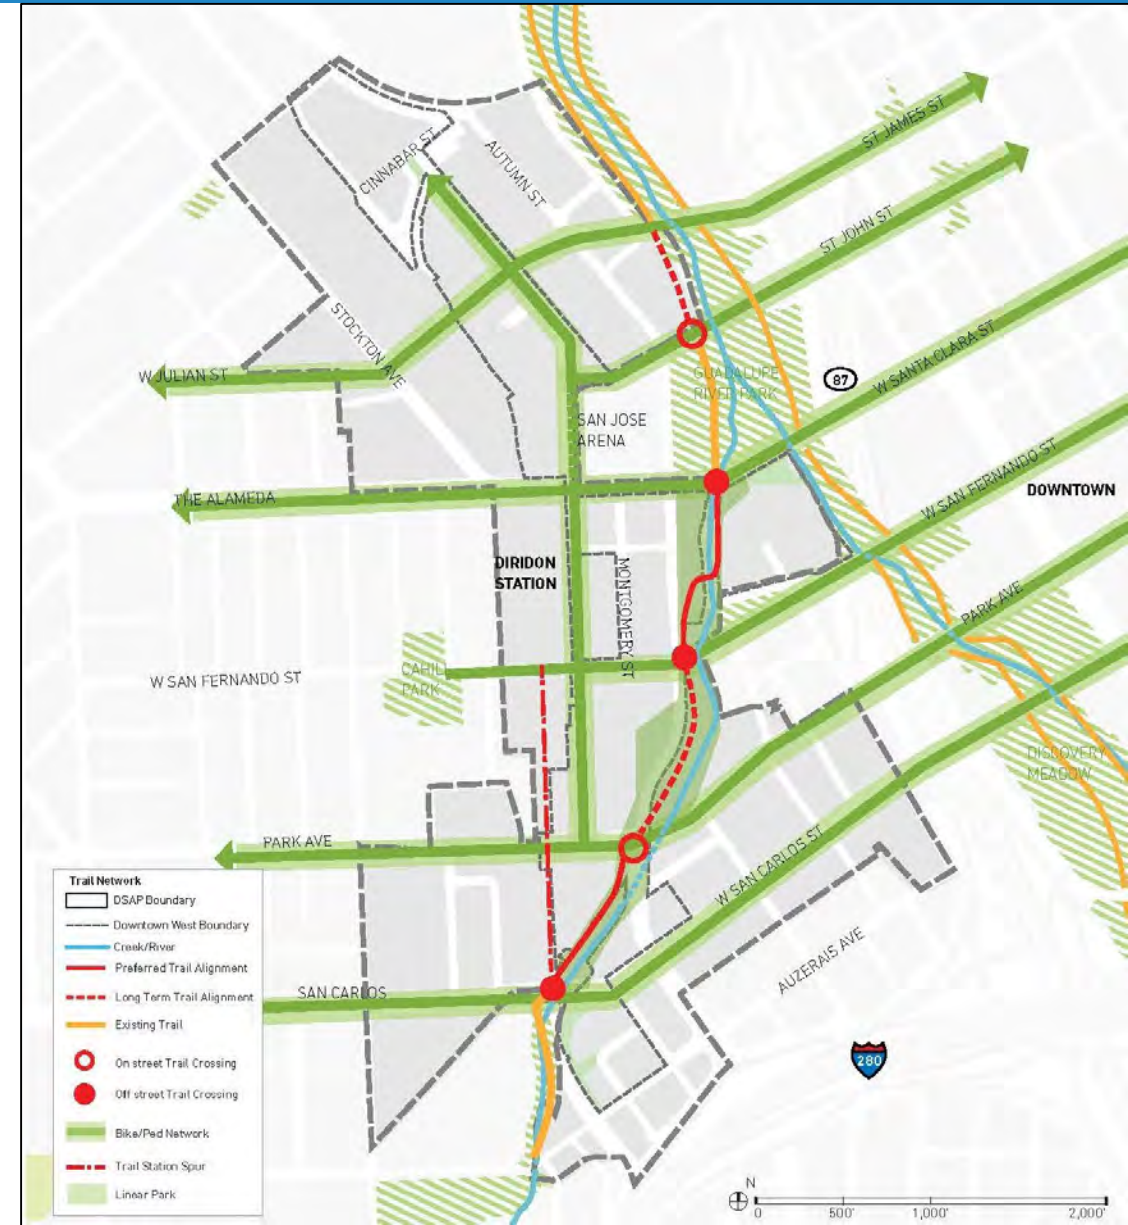 ST JAMES ST
CINNABAR ST
AUTUMN ST
ST JOHN ST
STOCKTON AVE
W JULIAN ST
GUADALUPE
RIVER PARK
87
W SANTA CLARA ST
SAN JOSE
ARENA
THE ALAMEDA
W SAN FERNANDO ST
DOWNTOWN
DIRIDON
STATION
MONTGOMERY ST
PARK AVE
CAHIL
PARK
W SAN FERNANDO ST
DISCOVERY
MEADOW
PARK AVE
W SAN CARLOS ST
AUZERAIS AVE
SAN CARLOS
280
Trail Network
DSAP Boundary
Downtown West Boundary
Creek/River
Preferred Trail Alignment
Long Term Trail Alignment
Existing Trail
On street Trail Crossing
Off street Trail Crossing
Bike/Ped Network
Trail Station Spur
Linear Park
N
0 500' 1,000' 2,000'